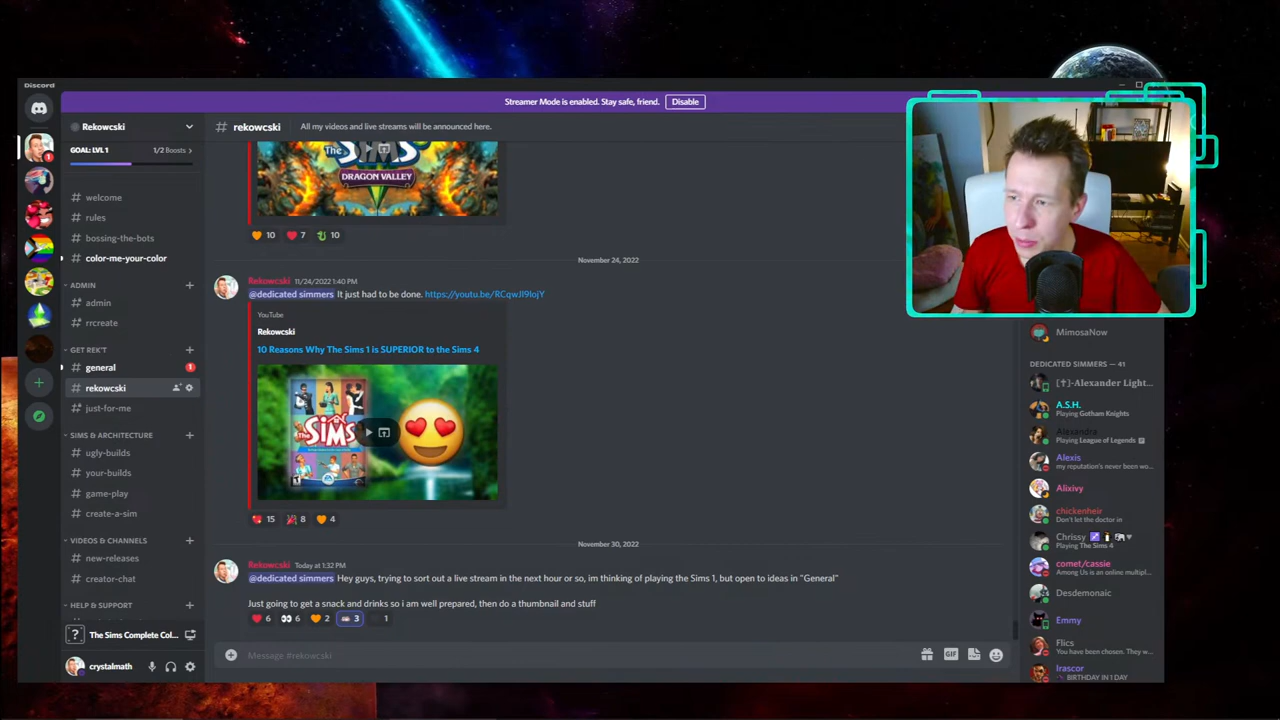 Discord
Streamer Mode is enabled. Stay safe, friend. Disable
Rekowcski
GOAL: LVL 1 1/2 Boosts >
# welcome
# rules
# bossing-the-bots
# color-me-your-color
ADMIN +
# admin
# rrcreate
GET REK'T +
# general 1
# rekowcski
# just-for-me
SIMS & ARCHITECTURE +
# ugly-builds
# your-builds
# game-play
# create-a-sim
VIDEOS & CHANNELS +
# new-releases
# creator-chat
HELP & SUPPORT +
The Sims Complete Col...
crystalmath
# rekowcski All my videos and live streams will be announced here.
The SIMS
DRAGON VALLEY
10 7 10
November 24, 2022
Rekowcski 11/24/2022 1:40 PM
@dedicated simmers It just had to be done. https://youtu.be/RCqwJl9lojY
YouTube
Rekowcski
10 Reasons Why The Sims 1 is SUPERIOR to the Sims 4
The SIMS
EA
15 8 4
November 30, 2022
Rekowcski Today at 1:32 PM
@dedicated simmers Hey guys, trying to sort out a live stream in the next hour or so, im thinking of playing the Sims 1, but open to ideas in "General"
Just going to get a snack and drinks so i am well prepared, then do a thumbnail and stuff
6 6 2 3 1
Message #rekowcski
GIF
MimosaNow
DEDICATED SIMMERS — 41
[✝]-Alexander Light...
A.S.H.
Playing Gotham Knights
Alexandra
Playing League of Legends
Alexis
my reputation's never been wo...
Alixivy
chickenheir
Don't let the doctor in
Chrissy
Playing The Sims 4
comet/cassie
Among Us is an online multipl...
Desdemonaic
Emmy
Flics
You have been chosen. They w...
Irascor
BIRTHDAY IN 1 DAY